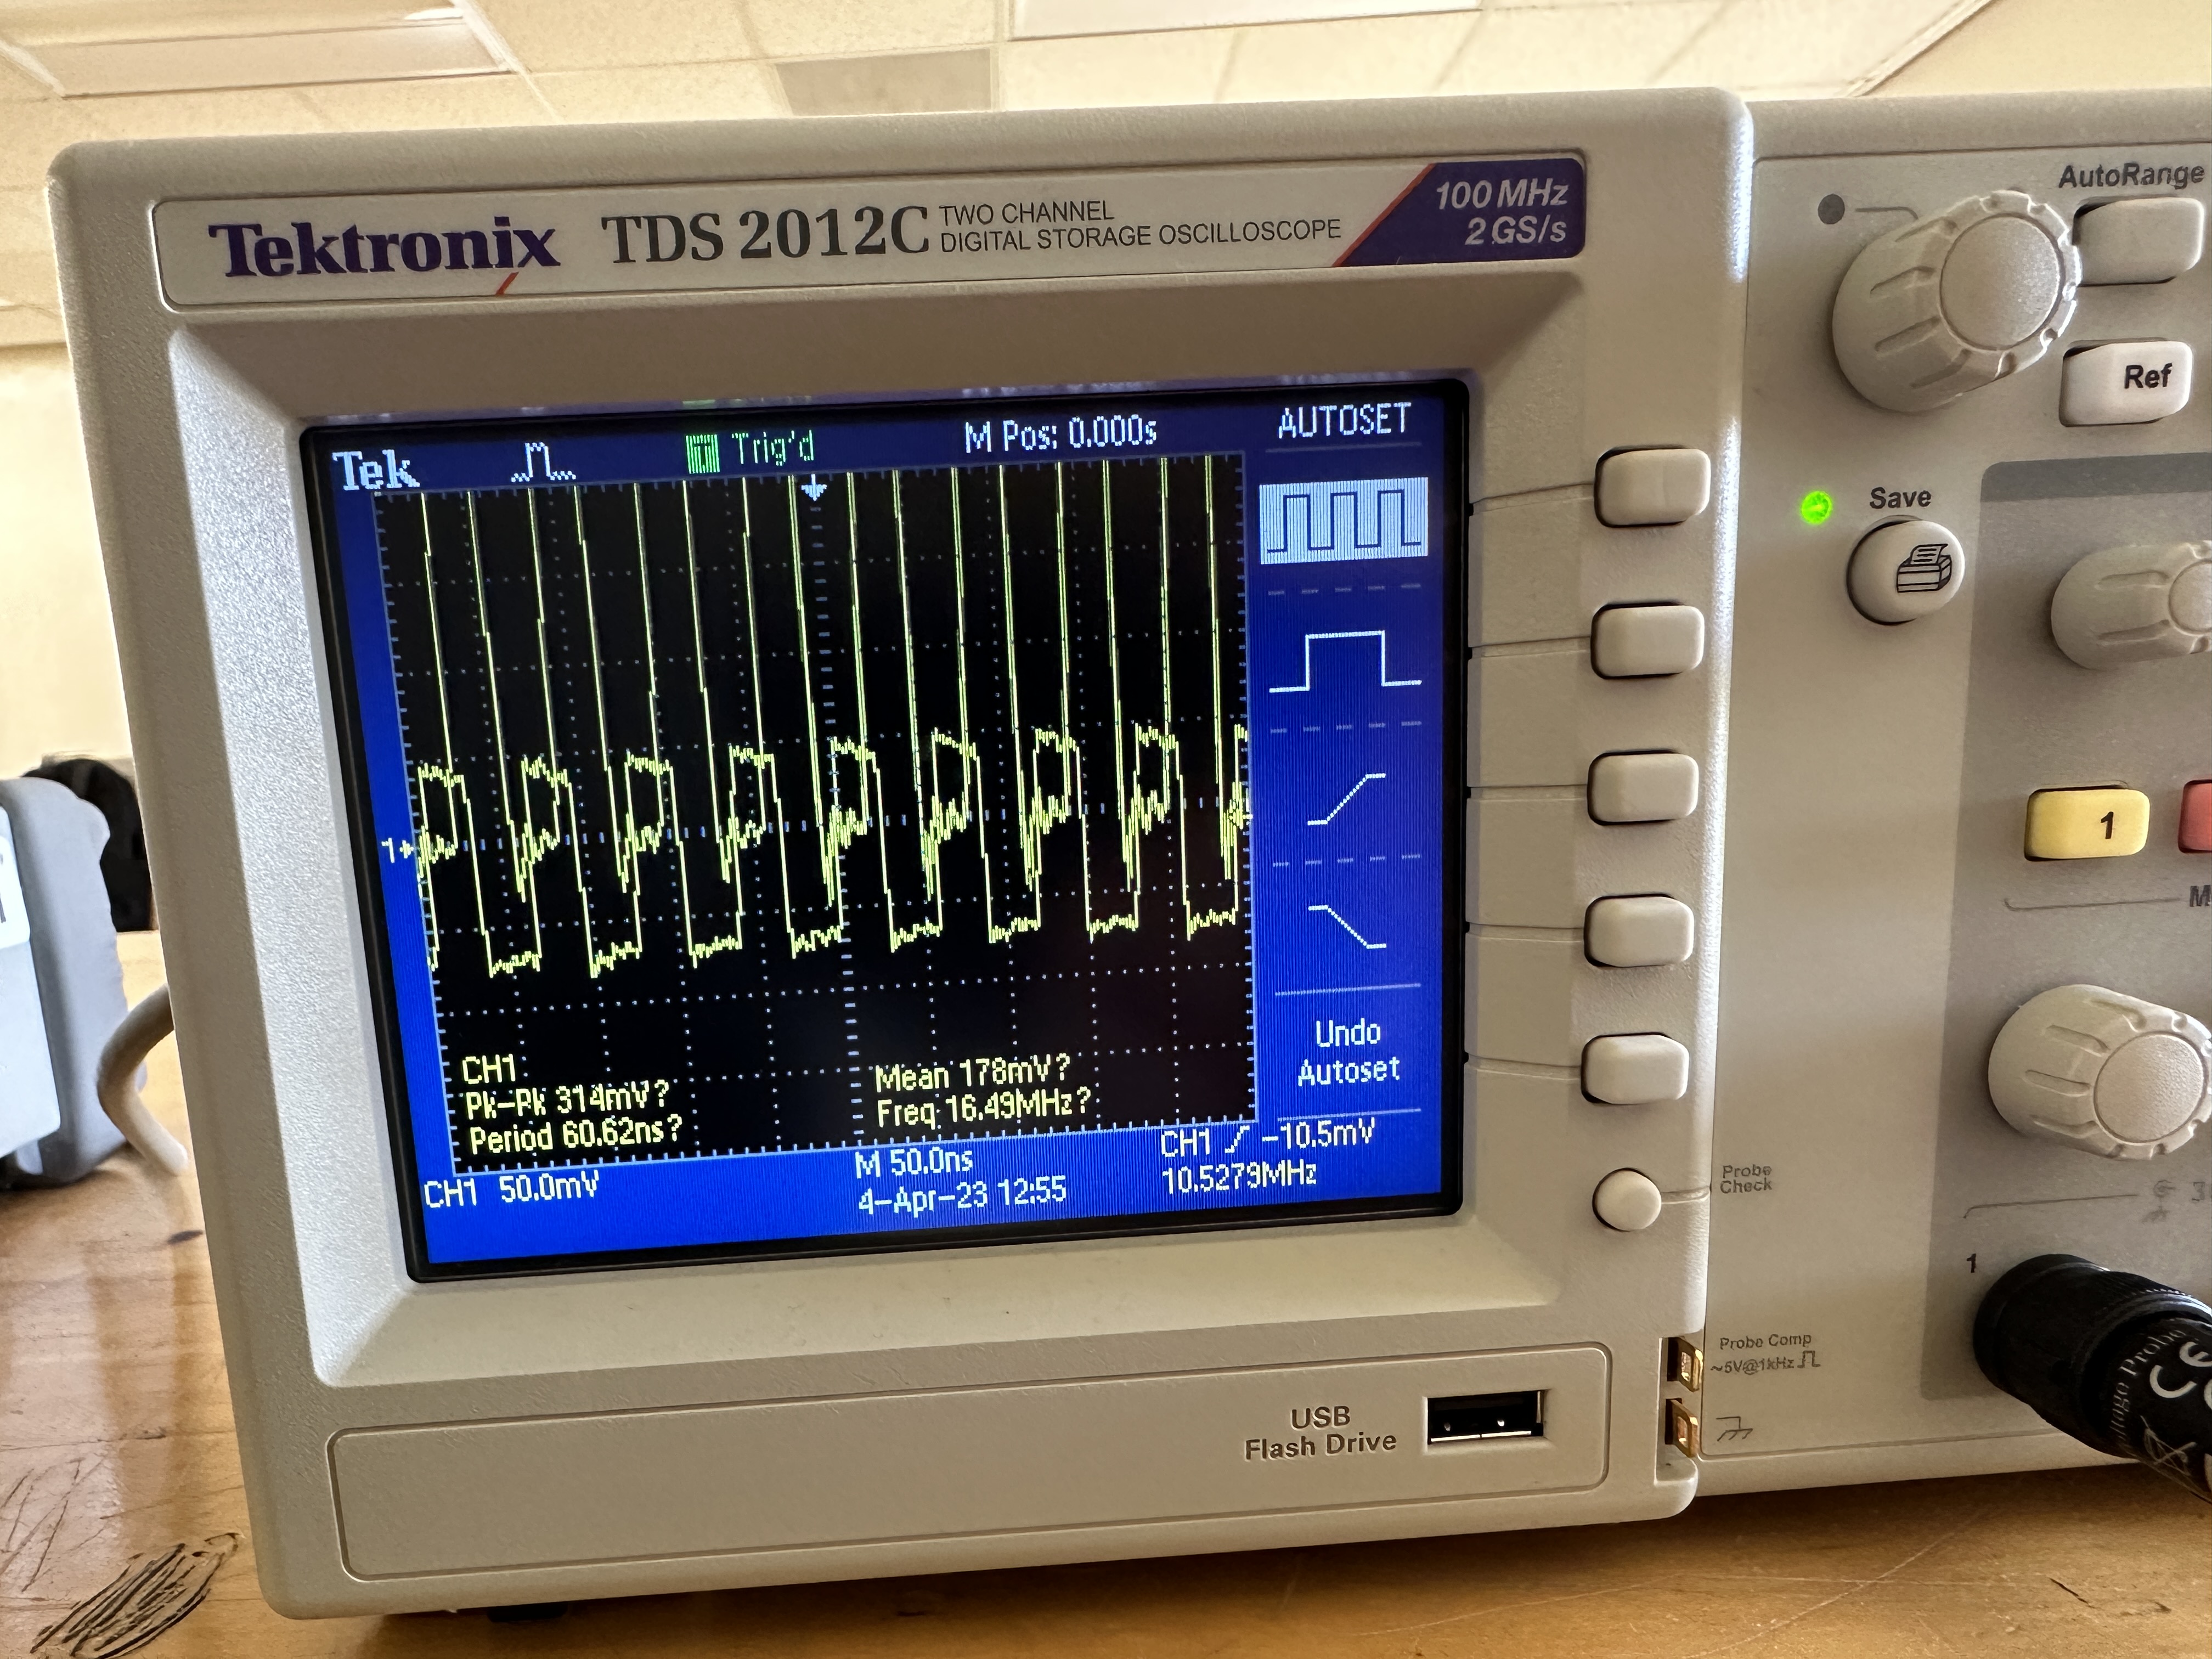 Tektronix TDS 2012C TWO CHANNEL
DIGITAL STORAGE OSCILLOSCOPE
100 MHz
2 GS/s
AutoRange
Ref
Save
Tek Trig'd M Pos: 0.000s AUTOSET
1
1
Undo
Autoset
CH1
Pk-Pk 314mV?
Period 60.62ns?
Mean 178mV?
Freq 16.49MHz?
CH1 50.0mV
M 50.0ns
4-Apr-23 12:55
CH1 -10.5mV
10.5279MHz
Probe
Check
1
Probe Comp
~5V@1kHz
USB
Flash Drive
CE